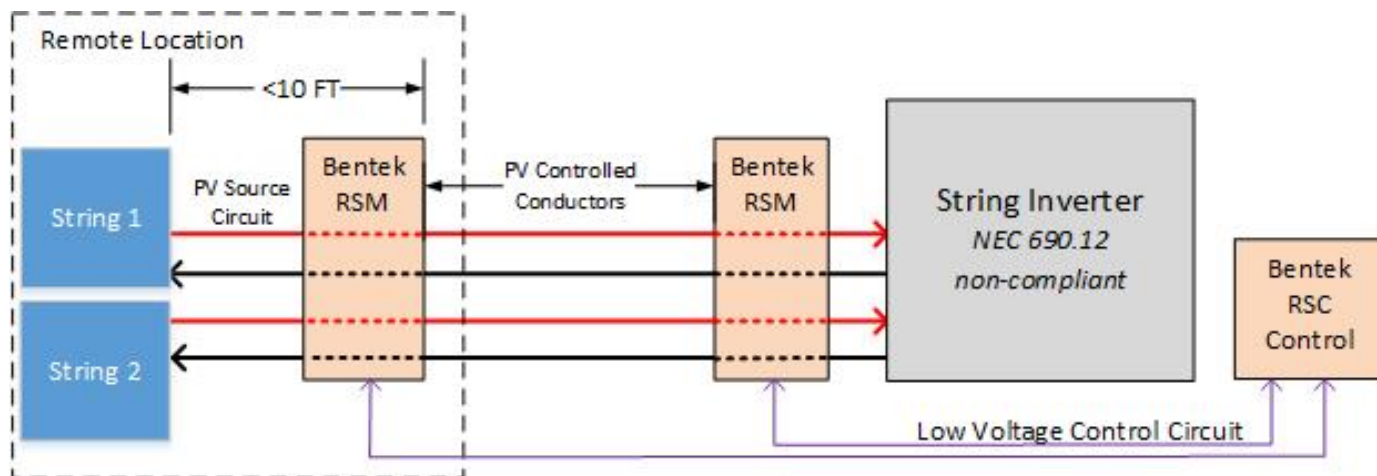 Remote Location
<10 FT
String 1
PV Source
Circuit
Bentek
RSM
PV Controlled
Conductors
Bentek
RSM
String Inverter
NEC 690.12
non-compliant
Bentek
RSC
Control
String 2
Low Voltage Control Circuit